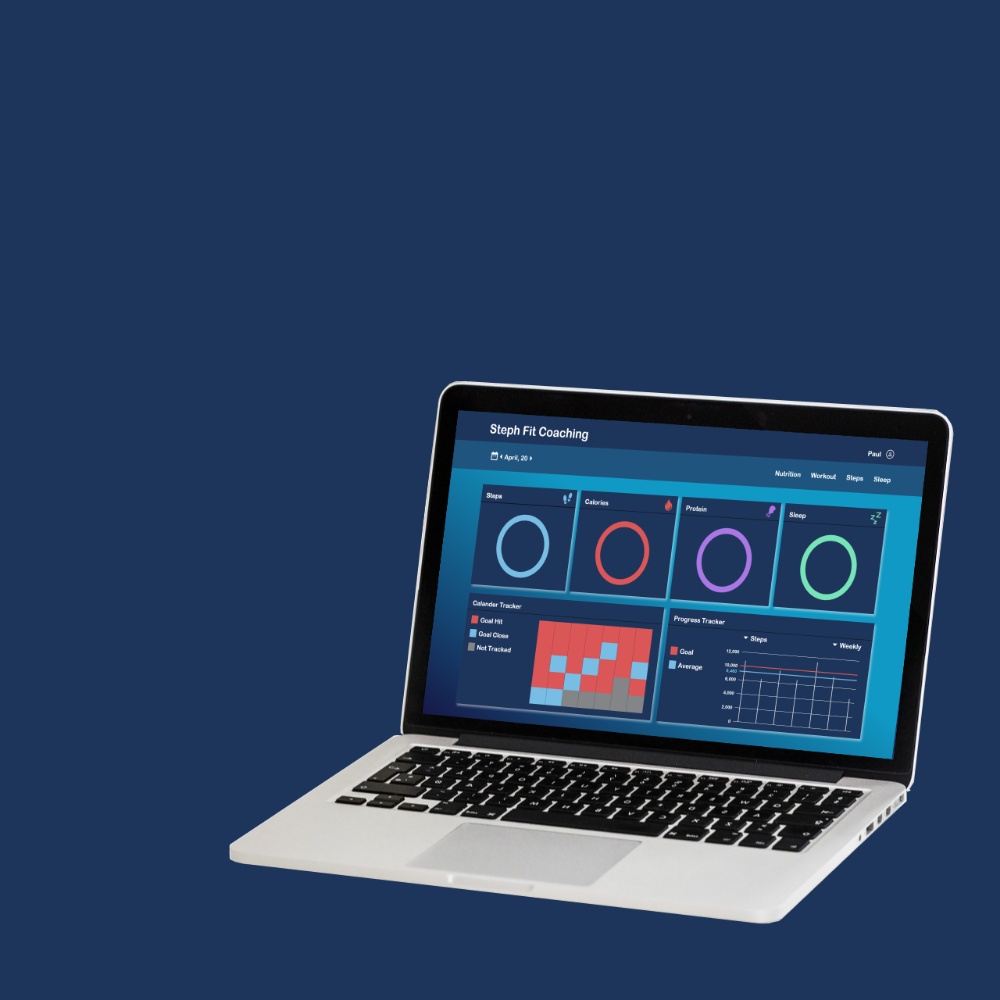 Steph Fit Coaching
Paul
April, 20
Nutrition Workout Steps Sleep
Steps
Calories
Protein
Sleep
Calander Tracker
Goal Hit
Goal Close
Not Tracked
Progress Tracker
Steps
Weekly
Goal
Average
12,000
10,000
6,000
4,000
2,000
0